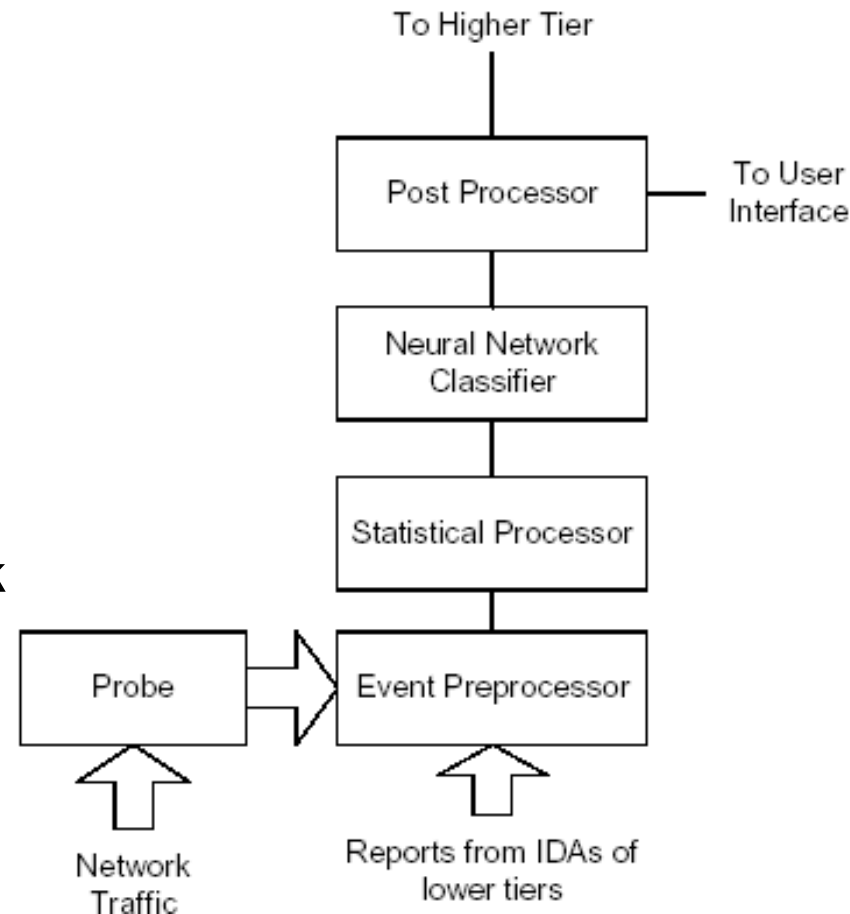 To Higher Tier
Post Processor
To User
Interface
Neural Network
Classifier
Statistical Processor
k
Probe
Event Preprocessor
Network
Traffic
Reports from IDAs of
lower tiers